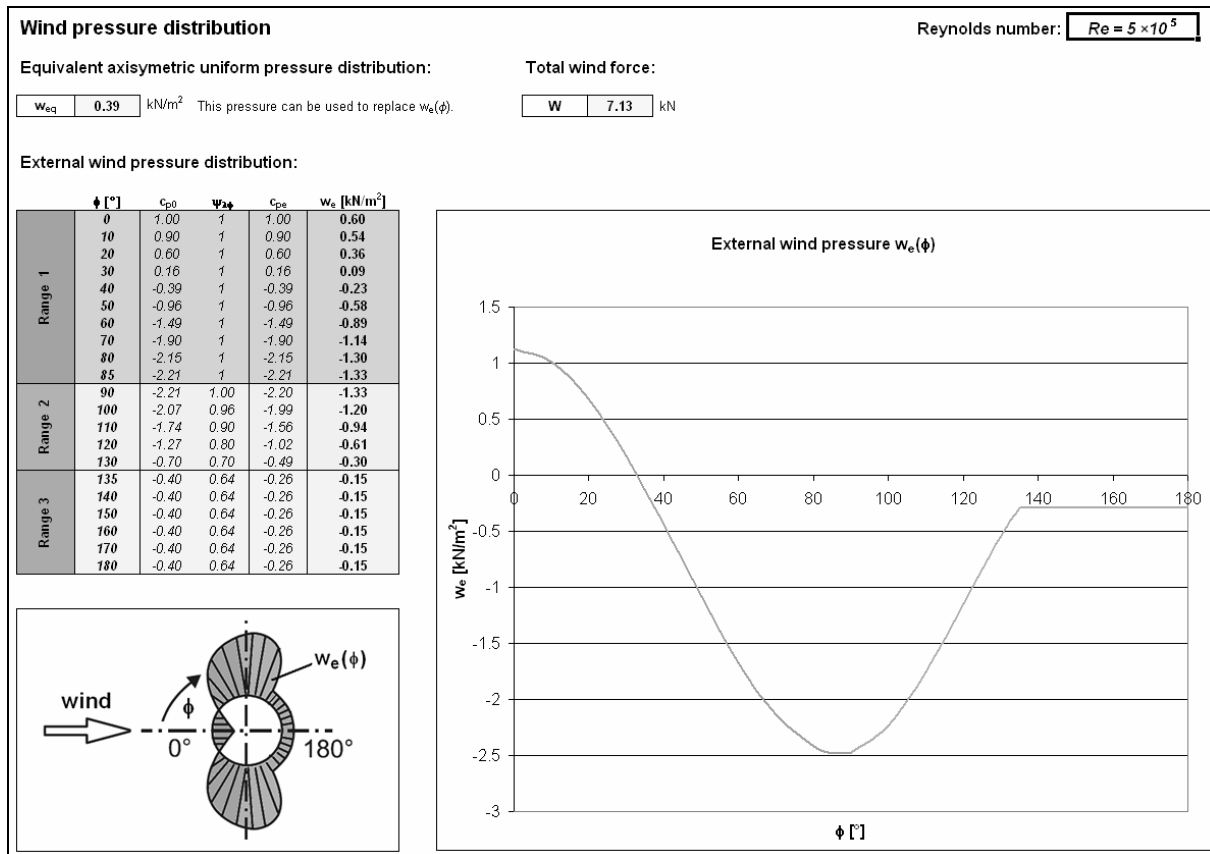 Wind pressure distribution
Reynolds number: Re = 5 ×10⁵
Equivalent axisymetric uniform pressure distribution:
Total wind force:
w_eq 0.39 kN/m² This pressure can be used to replace w_e(ϕ).
W 7.13 kN
External wind pressure distribution:
ϕ [°] c_p0 ψ_λϕ c_pe w_e [kN/m²]
Range 1
0 1.00 1 1.00 0.60
10 0.90 1 0.90 0.54
20 0.60 1 0.60 0.36
30 0.16 1 0.16 0.09
40 -0.39 1 -0.39 -0.23
50 -0.96 1 -0.96 -0.58
60 -1.49 1 -1.49 -0.89
70 -1.90 1 -1.90 -1.14
80 -2.15 1 -2.15 -1.30
85 -2.21 1 -2.21 -1.33
Range 2
90 -2.21 1.00 -2.20 -1.33
100 -2.07 0.96 -1.99 -1.20
110 -1.74 0.90 -1.56 -0.94
120 -1.27 0.80 -1.02 -0.61
130 -0.70 0.70 -0.49 -0.30
Range 3
135 -0.40 0.64 -0.26 -0.15
140 -0.40 0.64 -0.26 -0.15
150 -0.40 0.64 -0.26 -0.15
160 -0.40 0.64 -0.26 -0.15
170 -0.40 0.64 -0.26 -0.15
180 -0.40 0.64 -0.26 -0.15
External wind pressure w_e(ϕ)
1.5
1
0.5
0
-0.5
-1
-1.5
-2
-2.5
-3
0 20 40 60 80 100 120 140 160 180
w_e [kN/m²]
ϕ [°]
w_e(ϕ)
wind
ϕ
0° 180°